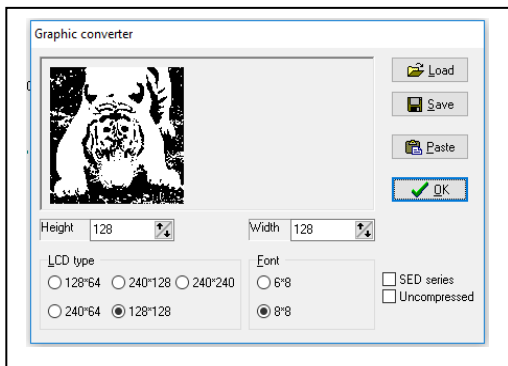 Graphic converter
Load
Save
Paste
OK
Height 128 Width 128
LCD type Font
128*64 240*128 240*240 6*8
240*64 128*128 8*8
SED series
Uncompressed